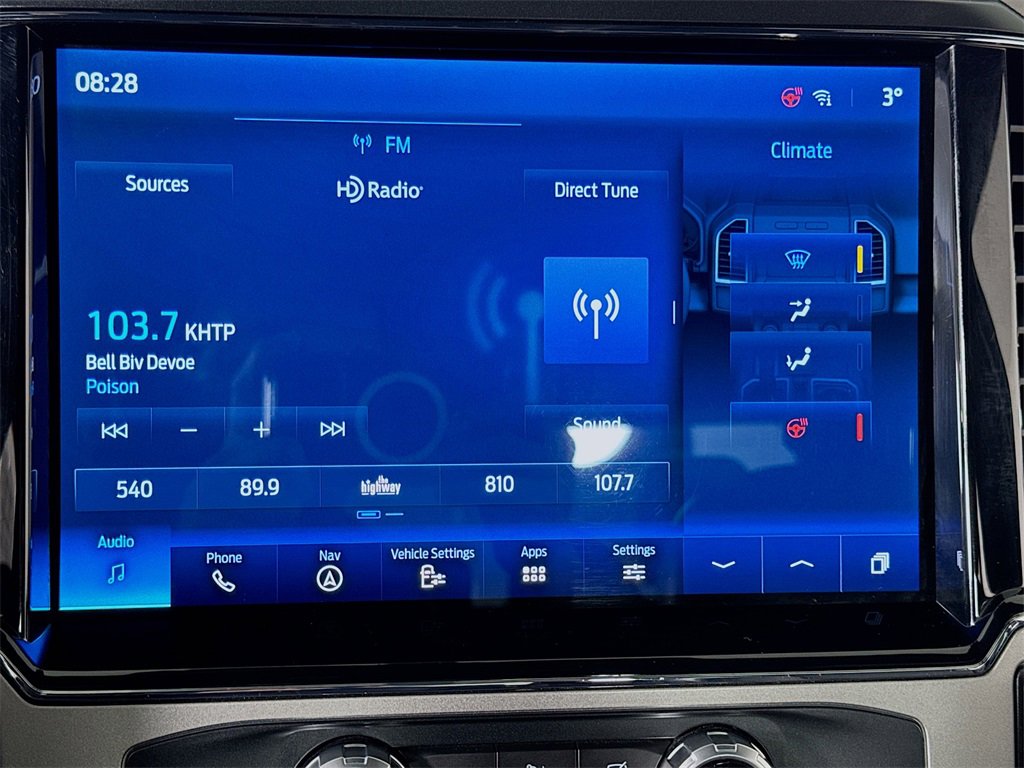 08:28
3°
FM
Climate
Sources
HD Radio®
Direct Tune
103.7 KHTP
Bell Biv Devoe
Poison
Sound
540
89.9
the highway
810
107.7
Audio
Phone
Nav
Vehicle Settings
Apps
Settings